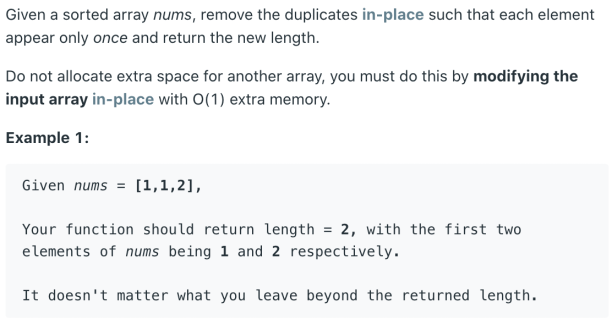 Given a sorted array nums, remove the duplicates in-place such that each element
appear only once and return the new length.
Do not allocate extra space for another array, you must do this by modifying the
input array in-place with O(1) extra memory.
Example 1:
Given nums = [1,1,2],
Your function should return length = 2, with the first two
elements of nums being 1 and 2 respectively.
It doesn't matter what you leave beyond the returned length.